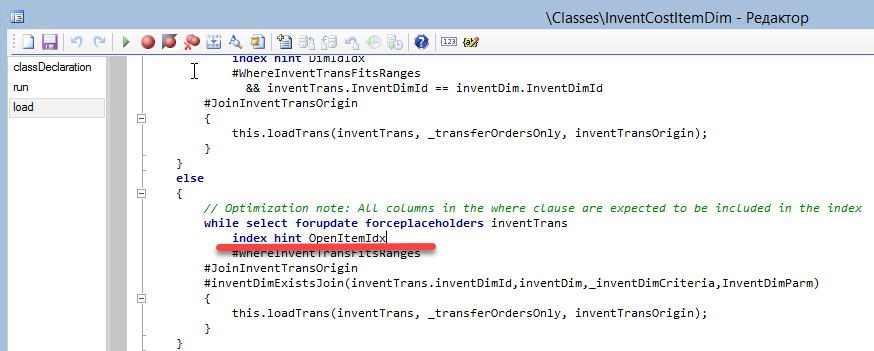 \Classes\InventCostItemDim - Редактор
classDeclaration
run
load
index hint DimIdIdx
#WhereInventTransFitsRanges
&& inventTrans.InventDimId == inventDim.InventDimId
#JoinInventTransOrigin
{
this.loadTrans(inventTrans, _transferOrdersOnly, inventTransOrigin);
}
}
else
{
// Optimization note: All columns in the where clause are expected to be included in the index
while select forupdate forceplaceholders inventTrans
index hint OpenItemIdx
#WhereInventTransFitsRanges
#JoinInventTransOrigin
#inventDimExistsJoin(inventTrans.inventDimId,inventDim,_inventDimCriteria,InventDimParm)
{
this.loadTrans(inventTrans, _transferOrdersOnly, inventTransOrigin);
}
}